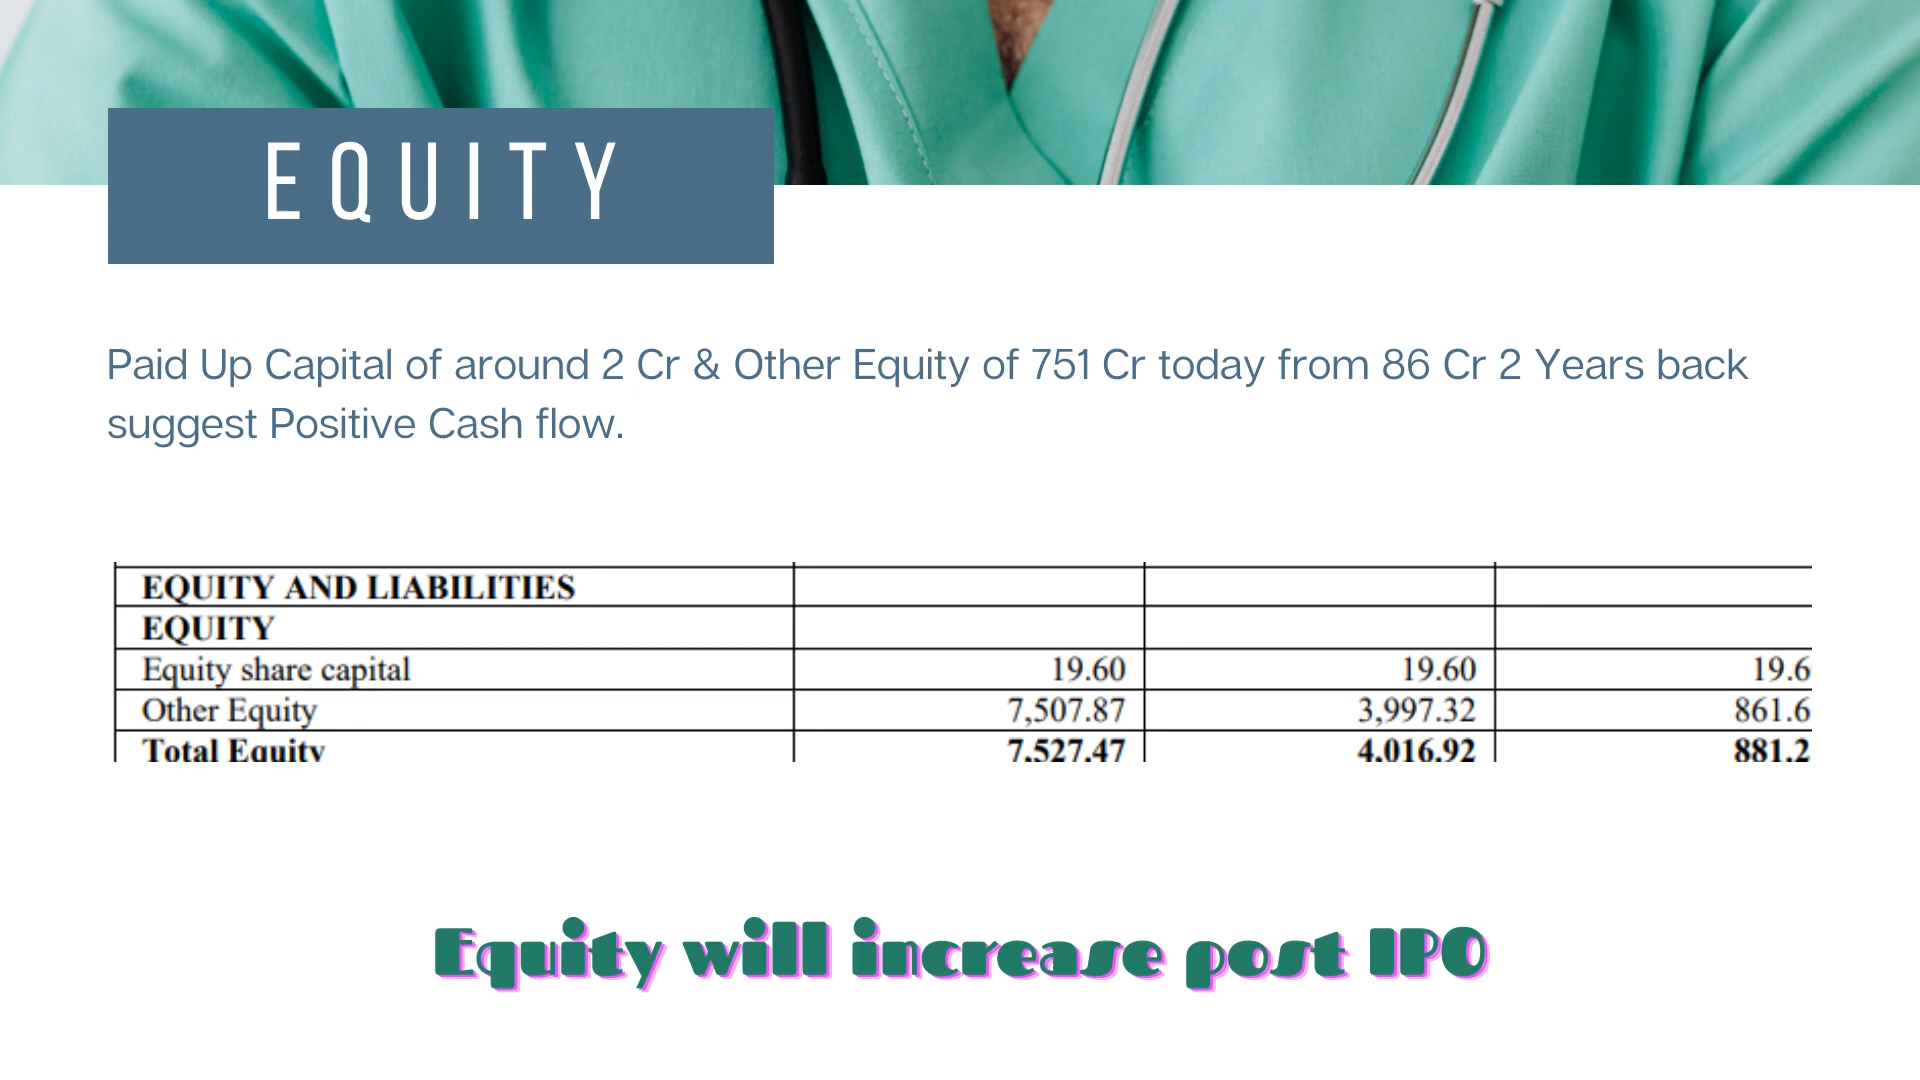 EQUITY
Paid Up Capital of around 2 Cr & Other Equity of 751 Cr today from 86 Cr 2 Years back
suggest Positive Cash flow.
EQUITY AND LIABILITIES
EQUITY
Equity share capital 19.60 19.60 19.6
Other Equity 7,507.87 3,997.32 861.6
Total Equity 7,527.47 4,016.92 881.2
Equity will increase post IPO